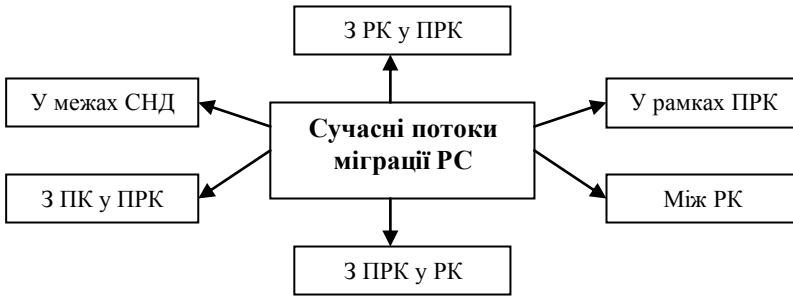 З РК у ПРК
У межах СНД
Сучасні потоки
міграції РС
У рамках ПРК
З ПК у ПРК
Між РК
З ПРК у РК